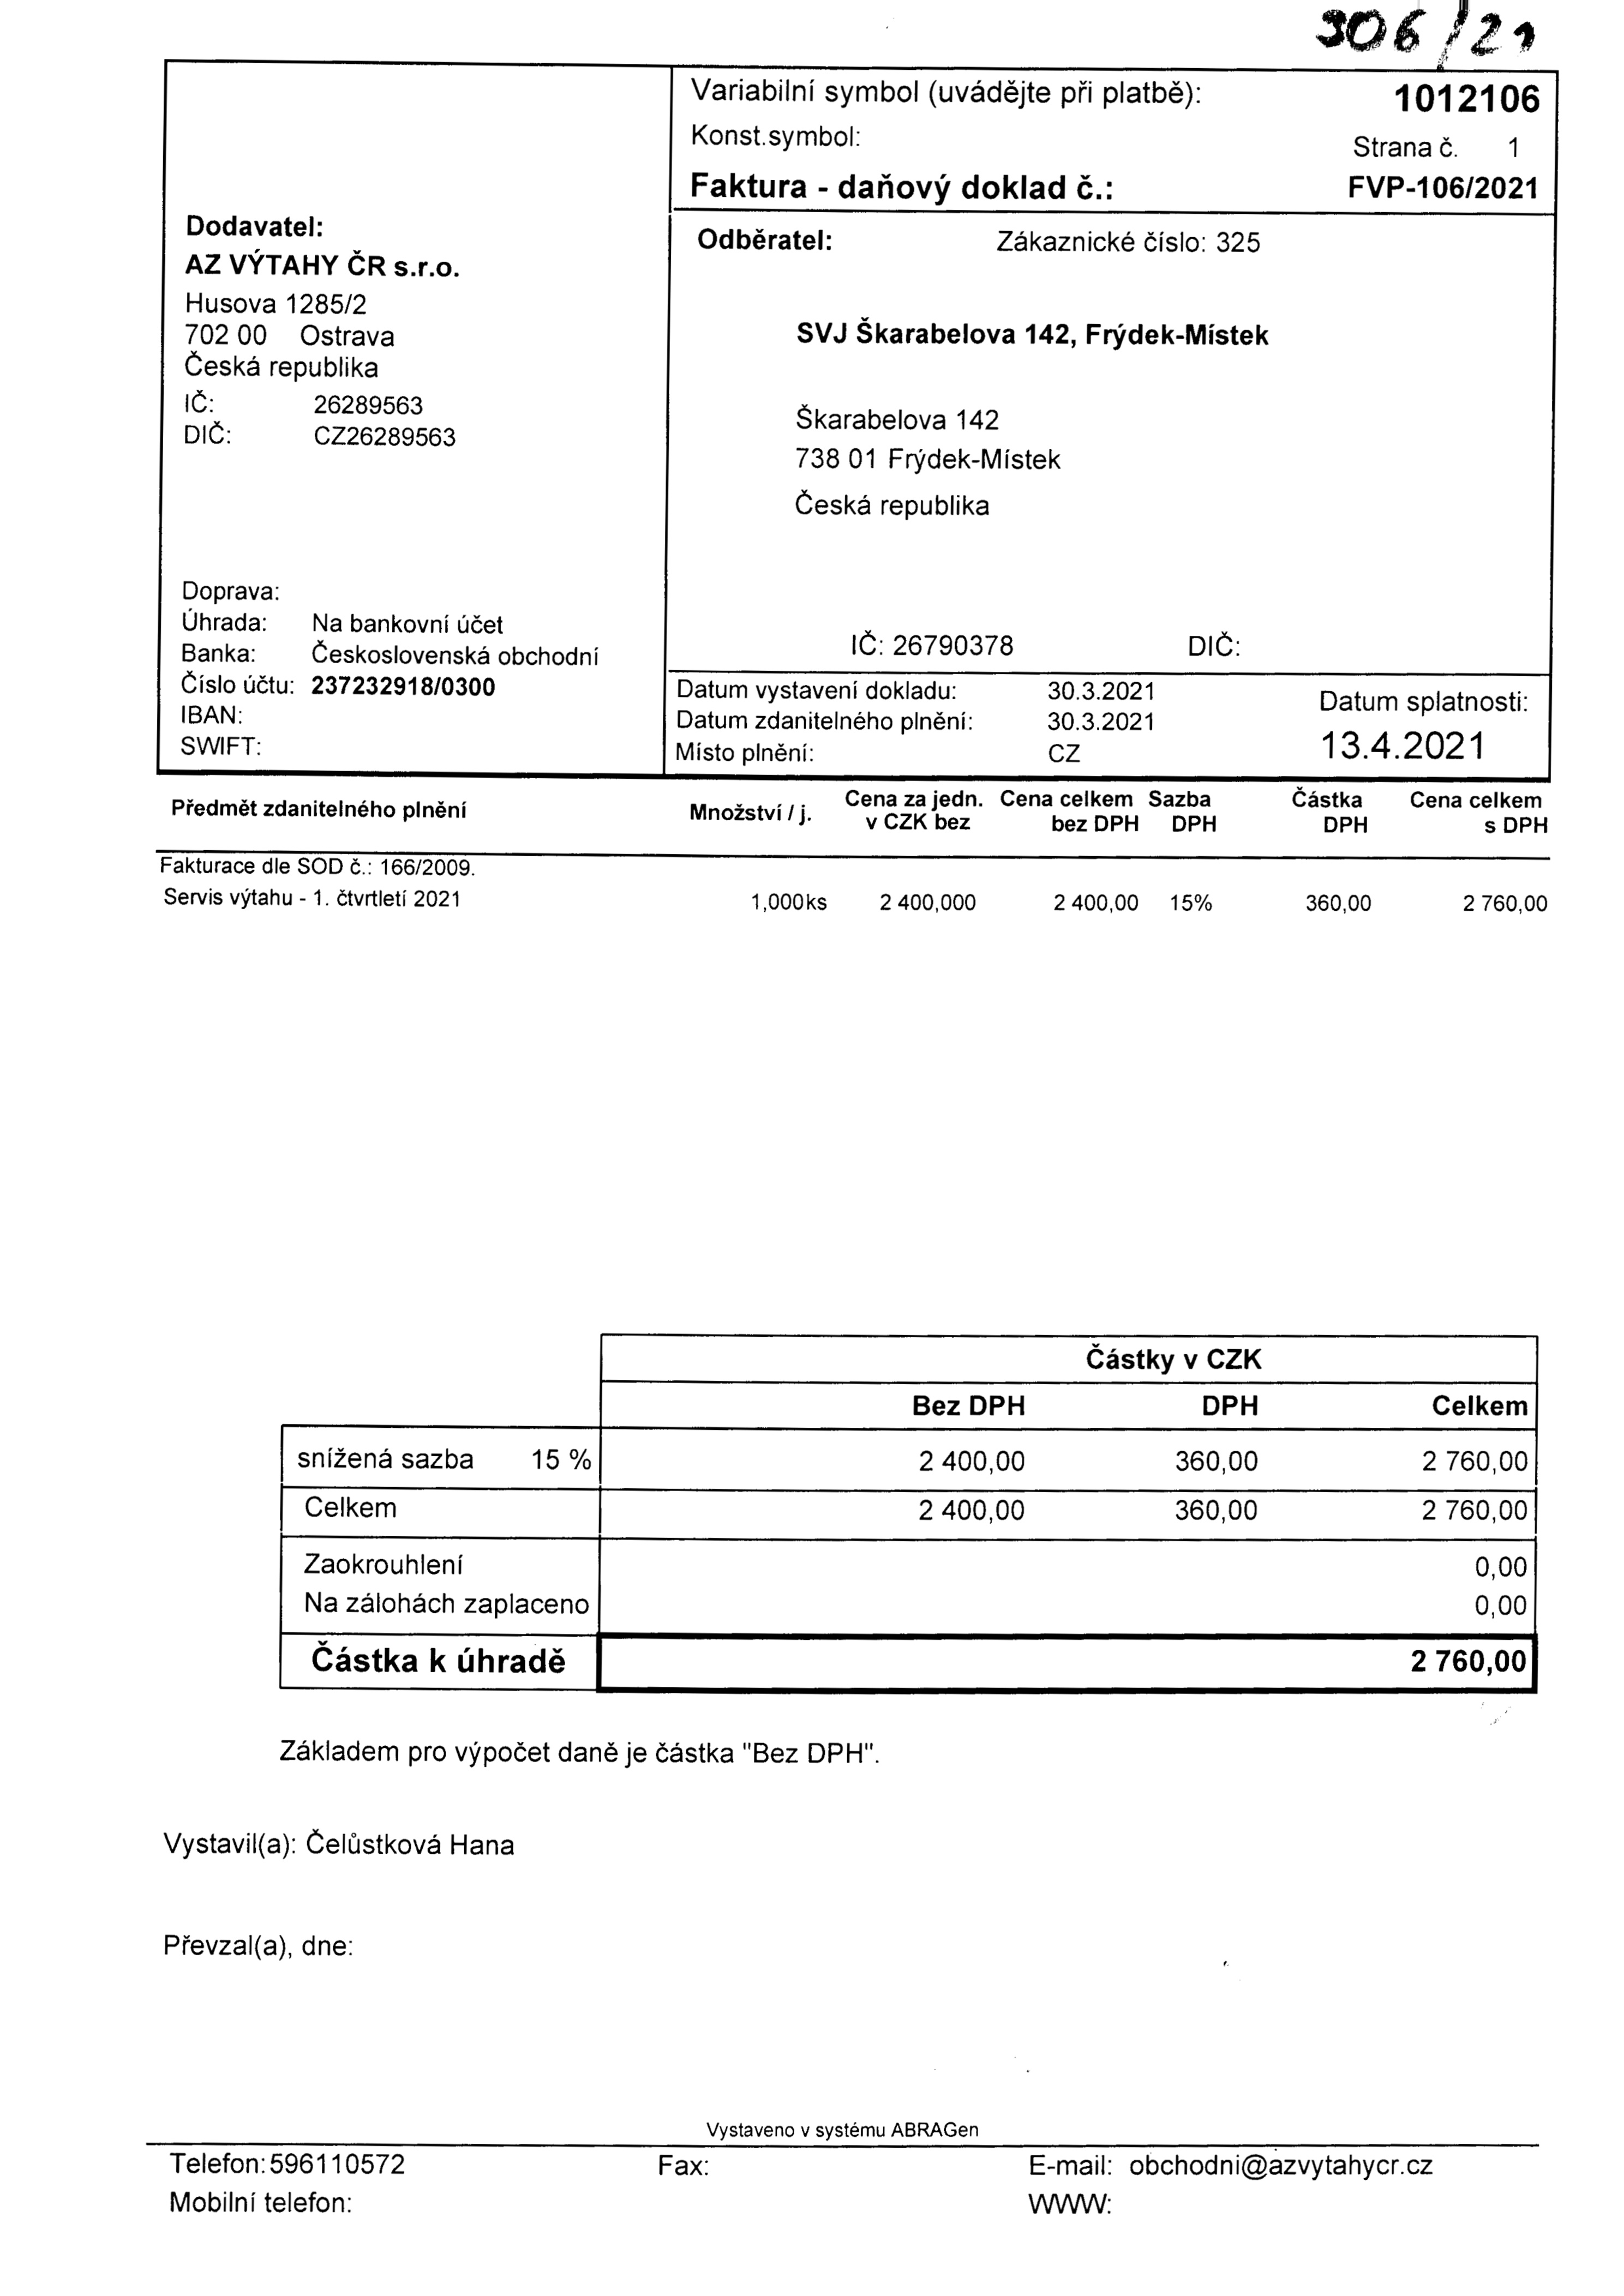 306/21
Variabilní symbol (uvádějte při platbě): 1012106
Konst.symbol:
Strana č. 1
Faktura - daňový doklad č.: FVP-106/2021
Dodavatel:
AZ VÝTAHY ČR s.r.o.
Husova 1285/2
702 00 Ostrava
Česká republika
IČ: 26289563
DIČ: CZ26289563
Doprava:
Úhrada: Na bankovní účet
Banka: Československá obchodní
Číslo účtu: 237232918/0300
IBAN:
SWIFT:
Odběratel: Zákaznické číslo: 325
SVJ Škarabelova 142, Frýdek-Místek
Škarabelova 142
738 01 Frýdek-Místek
Česká republika
IČ: 26790378 DIČ:
Datum vystavení dokladu: 30.3.2021
Datum zdanitelného plnění: 30.3.2021
Místo plnění: CZ
Datum splatnosti:
13.4.2021
Předmět zdanitelného plnění Množství / j. Cena za jedn. v CZK bez Cena celkem bez DPH Sazba DPH Částka DPH Cena celkem s DPH
Fakturace dle SOD č.: 166/2009.
Servis výtahu - 1. čtvrtletí 2021 1,000 ks 2 400,000 2 400,00 15% 360,00 2 760,00
Částky v CZK
Bez DPH DPH Celkem
snížená sazba 15 % 2 400,00 360,00 2 760,00
Celkem 2 400,00 360,00 2 760,00
Zaokrouhlení 0,00
Na zálohách zaplaceno 0,00
Částka k úhradě 2 760,00
Základem pro výpočet daně je částka "Bez DPH".
Vystavil(a): Čelůstková Hana
Převzal(a), dne:
Vystaveno v systému ABRAGen
Telefon: 596110572 Fax: E-mail: obchodni@azvytahycr.cz
Mobilní telefon: WWW: